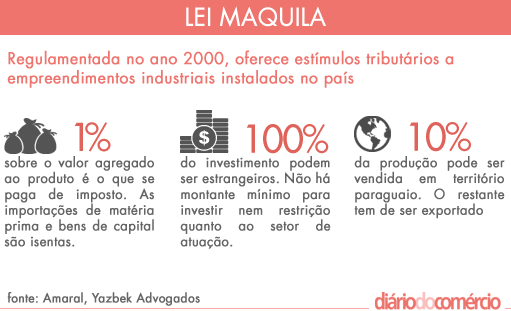 LEI MAQUILA
Regulamentada no ano 2000, oferece estímulos tributários a
empreendimentos industriais instalados no país
1%
sobre o valor agregado
ao produto é o que se
paga de imposto. As
importações de matéria
prima e bens de capital
são isentas.
$
100%
do investimento podem
ser estrangeiros. Não há
montante mínimo para
investir nem restrição
quanto ao setor de
atuação.
10%
da produção pode ser
vendida em território
paraguaio. O restante
tem de ser exportado
fonte: Amaral, Yazbek Advogados
diáriodocomércio